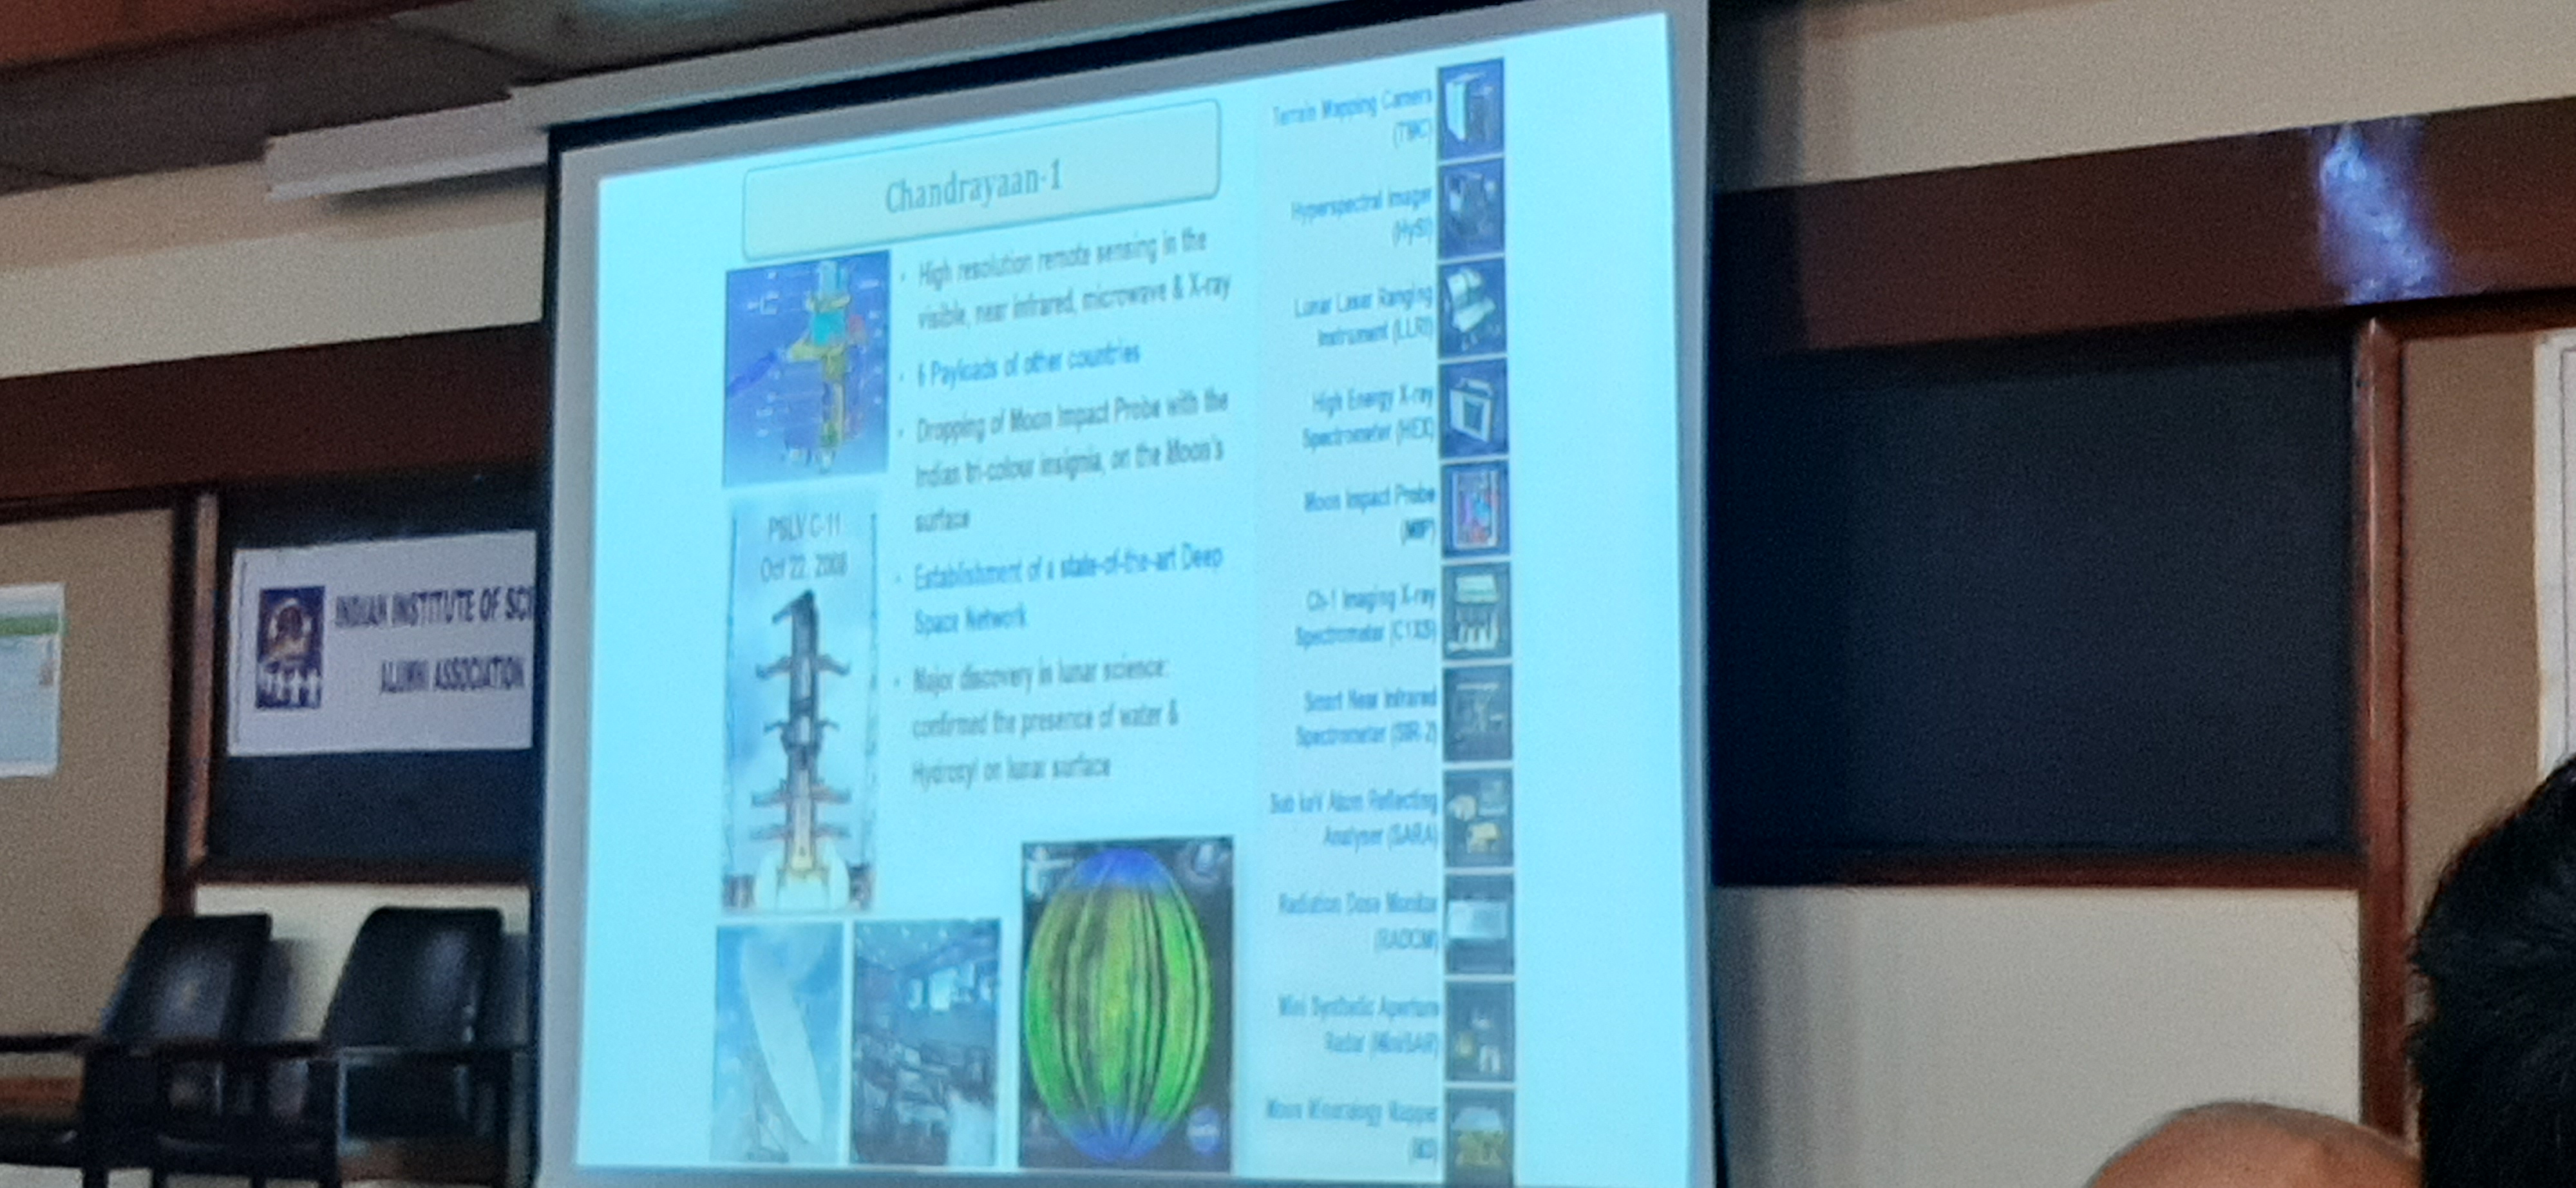 Chandrayaan-1
• High resolution remote sensing in the
visible, near infrared, microwave & X-ray
• 6 Payloads of other countries
• Dropping of Moon Impact Probe with the
Indian tri-colour insignia, on the Moon's
surface
• Establishment of a state-of-the-art Deep
Space Network
• Major discovery in lunar science:
confirmed the presence of water &
Hydroxyl on lunar surface
PSLV C-11
Oct 22, 2008
Terrain Mapping Camera
(TMC)
Hyperspectral Imager
(HySI)
Lunar Laser Ranging
Instrument (LLRI)
High Energy X-ray
Spectrometer (HEX)
Moon Impact Probe
(MIP)
Ch-1 Imaging X-ray
Spectrometer (C1XS)
Smart Near Infrared
Spectrometer (SIR-2)
Sub keV Atom Reflecting
Analyser (SARA)
Radiation Dose Monitor
(RADOM)
Mini Synthetic Aperture
Radar (MiniSAR)
Moon Mineralogy Mapper
(M3)
INDIAN INSTITUTE OF SCI
ALUMNI ASSOCIATION